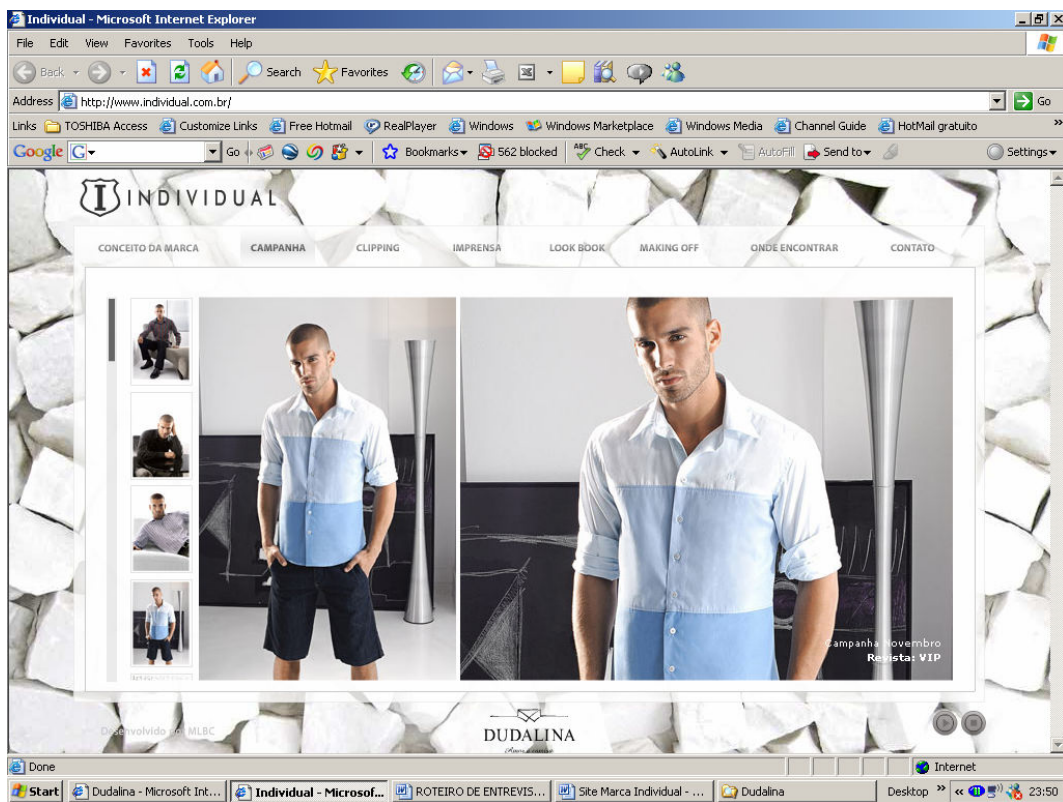 Individual - Microsoft Internet Explorer
File Edit View Favorites Tools Help
Back Search Favorites
Address http://www.individual.com.br/ Go
Links TOSHIBA Access Customize Links Free Hotmail RealPlayer Windows Windows Marketplace Windows Media Channel Guide HotMail gratuito »
Google G Go Bookmarks 562 blocked ABC Check AutoLink AutoFill Send to Settings
I INDIVIDUAL
CONCEITO DA MARCA CAMPANHA CLIPPING IMPRENSA LOOK BOOK MAKING OFF ONDE ENCONTRAR CONTATO
Campanha Novembro
Revista: VIP
Desenvolvido por MLBC
DUDALINA
Done Internet
Start Dudalina - Microsoft Int... Individual - Microsof... ROTEIRO DE ENTREVIS... Site Marca Individual - ... Dudalina Desktop » « 23:50